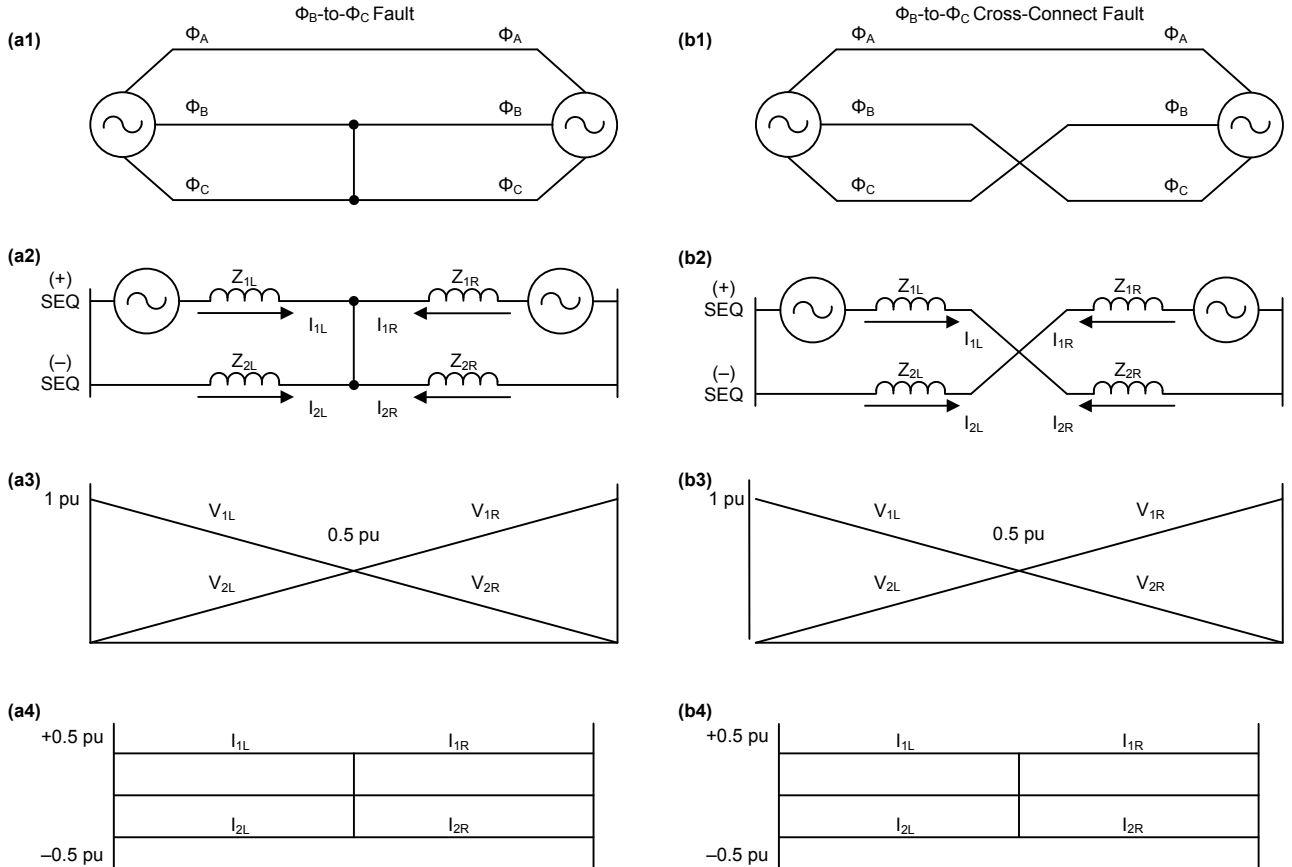 ΦB-to-ΦC Fault
(a1)
ΦA ΦA
ΦB ΦB
ΦC ΦC
(a2)
(+)
SEQ
Z1L Z1R
I1L I1R
(–)
SEQ
Z2L Z2R
I2L I2R
(a3)
1 pu
V1L V1R
0.5 pu
V2L V2R
(a4)
+0.5 pu
I1L I1R
I2L I2R
–0.5 pu
ΦB-to-ΦC Cross-Connect Fault
(b1)
ΦA ΦA
ΦB ΦB
ΦC ΦC
(b2)
(+)
SEQ
Z1L Z1R
I1L I1R
(–)
SEQ
Z2L Z2R
I2L I2R
(b3)
1 pu
V1L V1R
0.5 pu
V2L V2R
(b4)
+0.5 pu
I1L I1R
I2L I2R
–0.5 pu